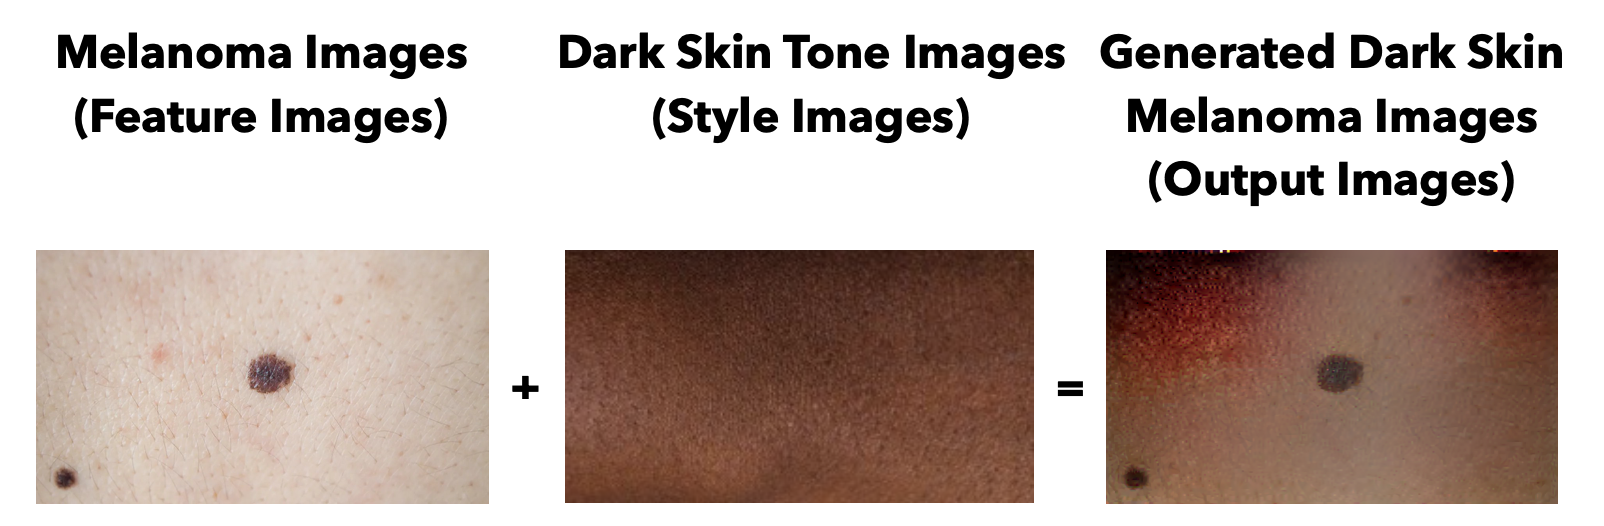 Melanoma Images
(Feature Images)
Dark Skin Tone Images
(Style Images)
Generated Dark Skin
Melanoma Images
(Output Images)
+
=